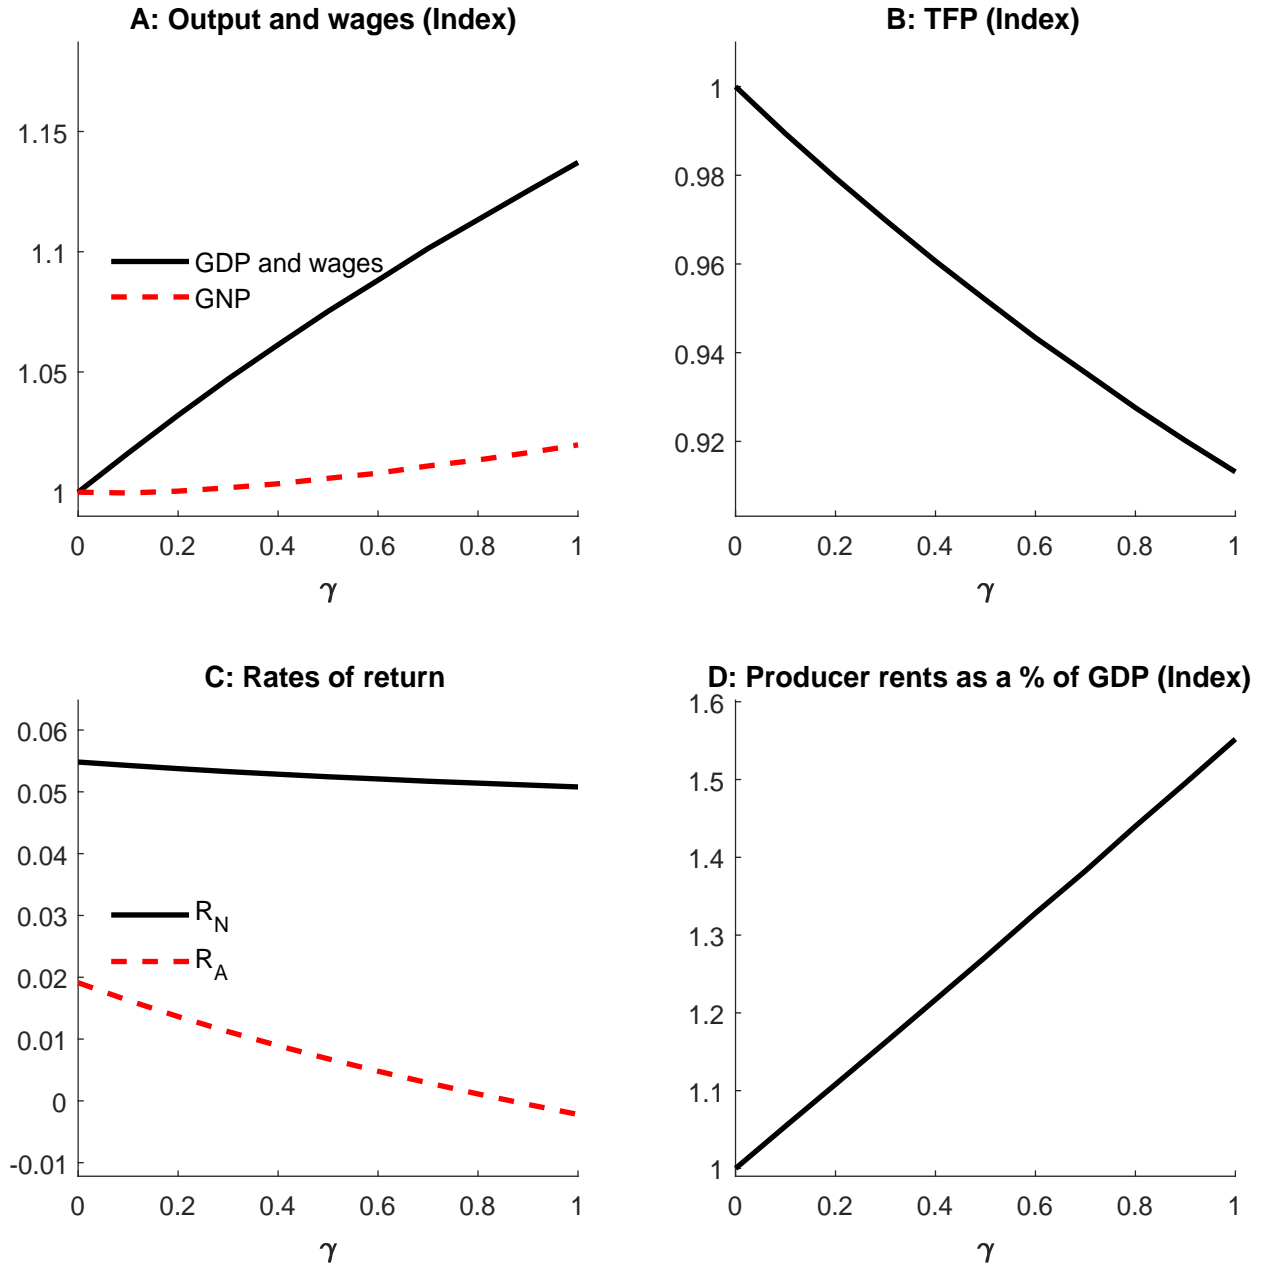 A: Output and wages (Index)
1.15
1.1
1.05
1
GDP and wages
GNP
0 0.2 0.4 0.6 0.8 1
γ
B: TFP (Index)
1
0.98
0.96
0.94
0.92
0 0.2 0.4 0.6 0.8 1
γ
C: Rates of return
0.06
0.05
0.04
0.03
0.02
0.01
0
-0.01
R_N
R_A
0 0.2 0.4 0.6 0.8 1
γ
D: Producer rents as a % of GDP (Index)
1.6
1.5
1.4
1.3
1.2
1.1
1
0 0.2 0.4 0.6 0.8 1
γ